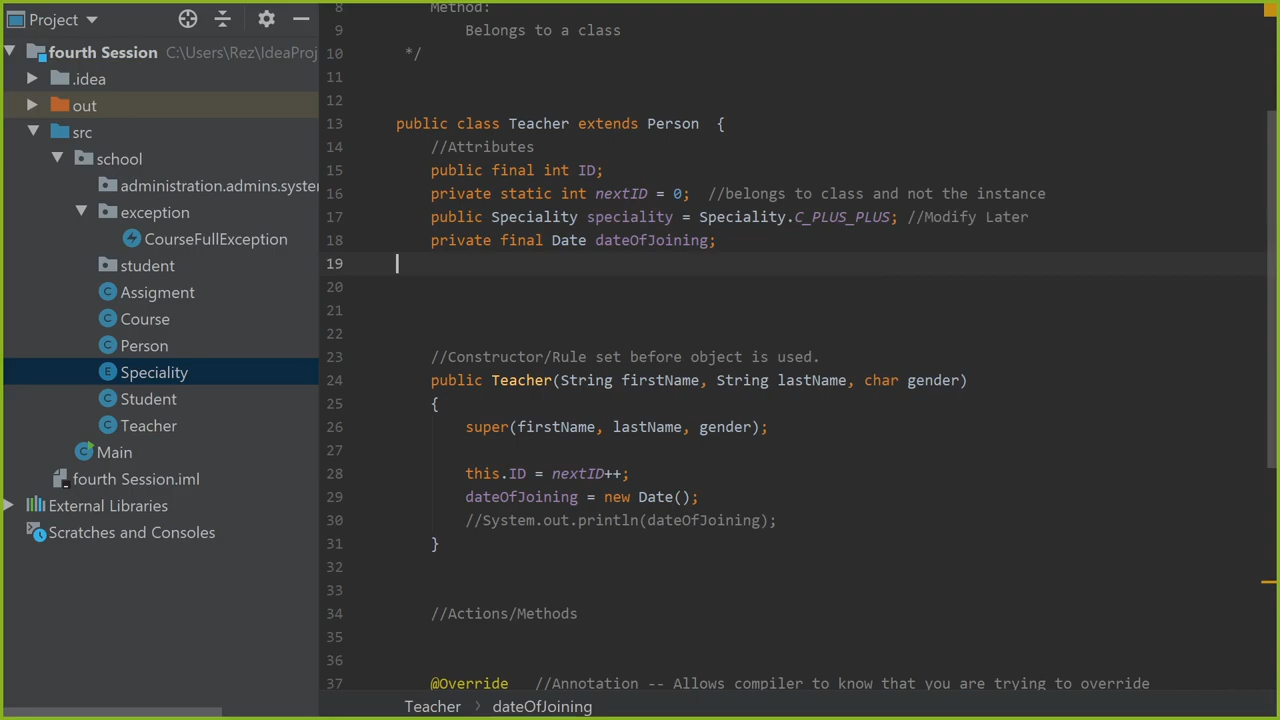 Project
fourth Session C:\Users\Rez\IdeaProj
.idea
out
src
school
administration.admins.syster
exception
CourseFullException
student
Assigment
Course
Person
Speciality
Student
Teacher
Main
fourth Session.iml
External Libraries
Scratches and Consoles
8 Method:
9 Belongs to a class
10 */
11
12
13 public class Teacher extends Person {
14 //Attributes
15 public final int ID;
16 private static int nextID = 0; //belongs to class and not the instance
17 public Speciality speciality = Speciality.C_PLUS_PLUS; //Modify Later
18 private final Date dateOfJoining;
19
20
21
22
23 //Constructor/Rule set before object is used.
24 public Teacher(String firstName, String lastName, char gender)
25 {
26 super(firstName, lastName, gender);
27
28 this.ID = nextID++;
29 dateOfJoining = new Date();
30 //System.out.println(dateOfJoining);
31 }
32
33
34 //Actions/Methods
35
36
37 @Override //Annotation -- Allows compiler to know that you are trying to override
Teacher > dateOfJoining